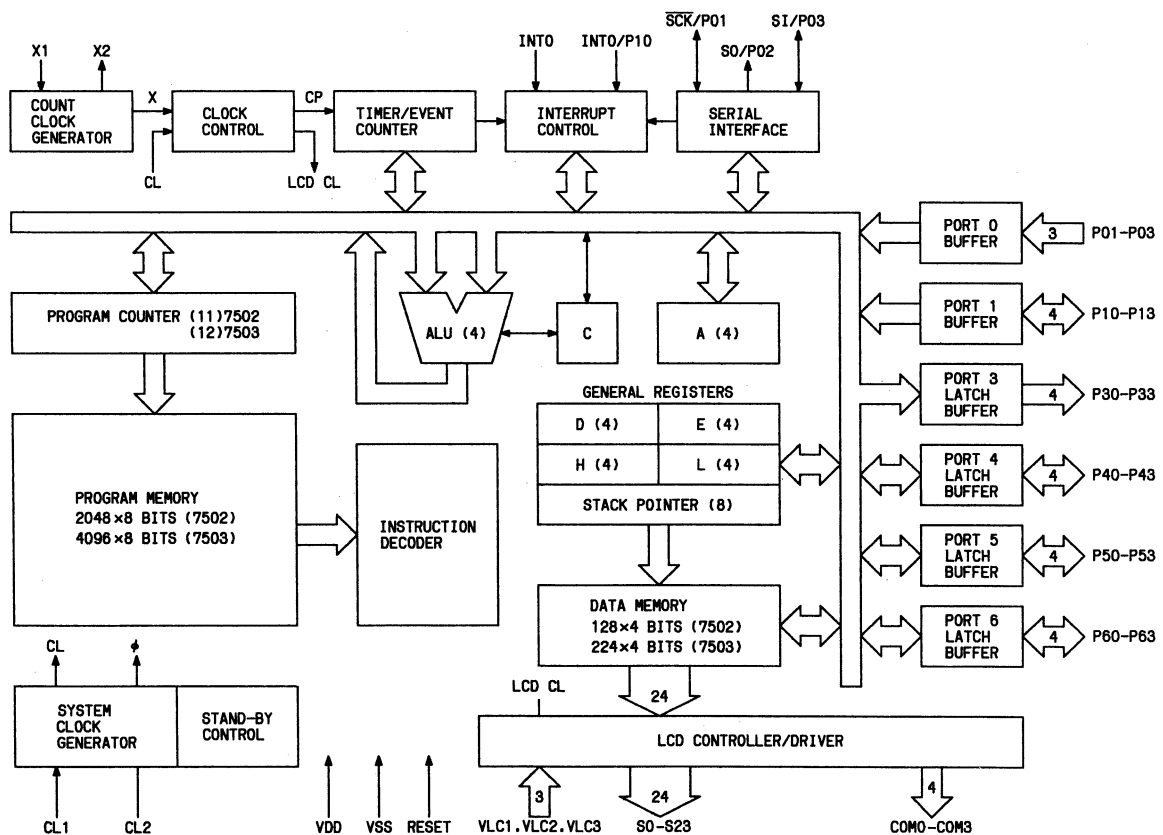 X1
X2
COUNT
CLOCK
GENERATOR
X
CL
CLOCK
CONTROL
CP
LCD CL
TIMER/EVENT
COUNTER
INT0
INT0/P10
INTERRUPT
CONTROL
SCK/P01
SO/P02
SI/P03
SERIAL
INTERFACE
PORT 0
BUFFER
3
P01-P03
PROGRAM COUNTER (11)7502
(12)7503
ALU (4)
C
A (4)
PORT 1
BUFFER
4
P10-P13
PORT 3
LATCH
BUFFER
4
P30-P33
GENERAL REGISTERS
D (4)
E (4)
H (4)
L (4)
STACK POINTER (8)
PORT 4
LATCH
BUFFER
4
P40-P43
PROGRAM MEMORY
2048×8 BITS (7502)
4096×8 BITS (7503)
INSTRUCTION
DECODER
PORT 5
LATCH
BUFFER
4
P50-P53
DATA MEMORY
128×4 BITS (7502)
224×4 BITS (7503)
PORT 6
LATCH
BUFFER
4
P60-P63
CL
ϕ
SYSTEM
CLOCK
GENERATOR
STAND-BY
CONTROL
LCD CL
24
LCD CONTROLLER/DRIVER
3
24
4
CL1
CL2
VDD
VSS
RESET
VLC1.VLC2.VLC3
S0-S23
COM0-COM3